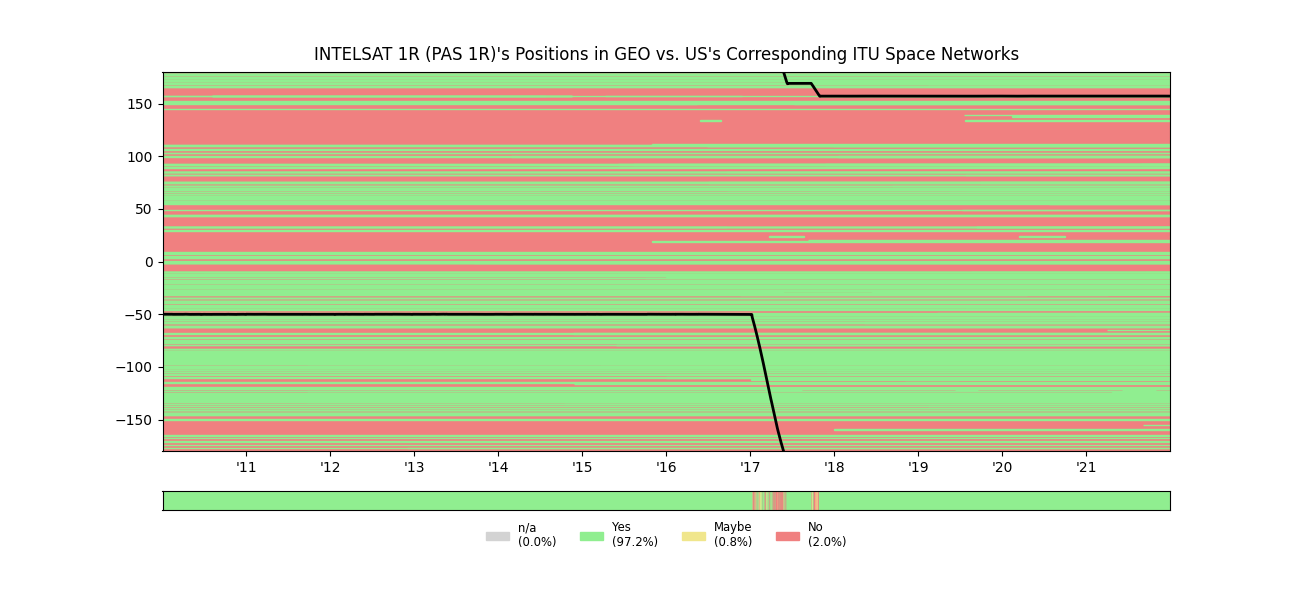 INTELSAT 1R (PAS 1R)'s Positions in GEO vs. US's Corresponding ITU Space Networks
150
100
50
0
−50
−100
−150
'11 '12 '13 '14 '15 '16 '17 '18 '19 '20 '21
n/a Yes Maybe No
(0.0%) (97.2%) (0.8%) (2.0%)